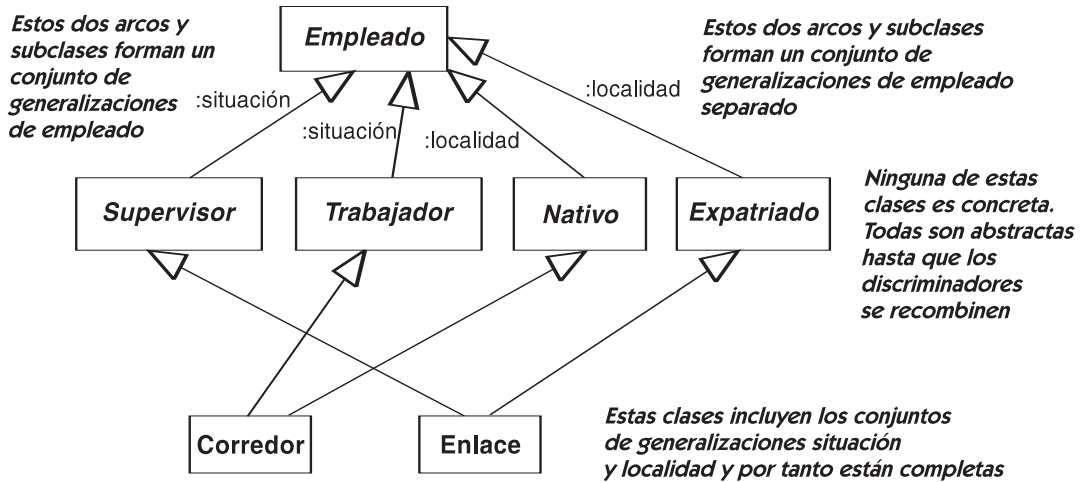 Estos dos arcos y
subclases forman un
conjunto de
generalizaciones
de empleado
Empleado
Estos dos arcos y subclases
forman un conjunto de
generalizaciones de empleado
separado
:situación
:situación
:localidad
:localidad
Supervisor
Trabajador
Nativo
Expatriado
Ninguna de estas
clases es concreta.
Todas son abstractas
hasta que los
discriminadores
se recombinen
Corredor
Enlace
Estas clases incluyen los conjuntos
de generalizaciones situación
y localidad y por tanto están completas